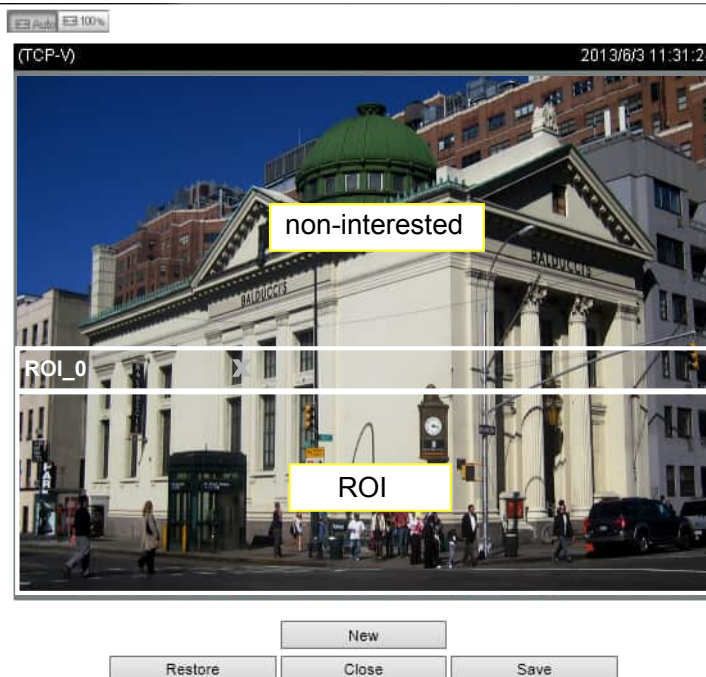 Auto 100%
(TCP-V) 2013/6/3 11:31:2
non-interested
BALDUCCI'S
BALDUCCI'S
ROI_0 X
ROI
New
Restore Close Save